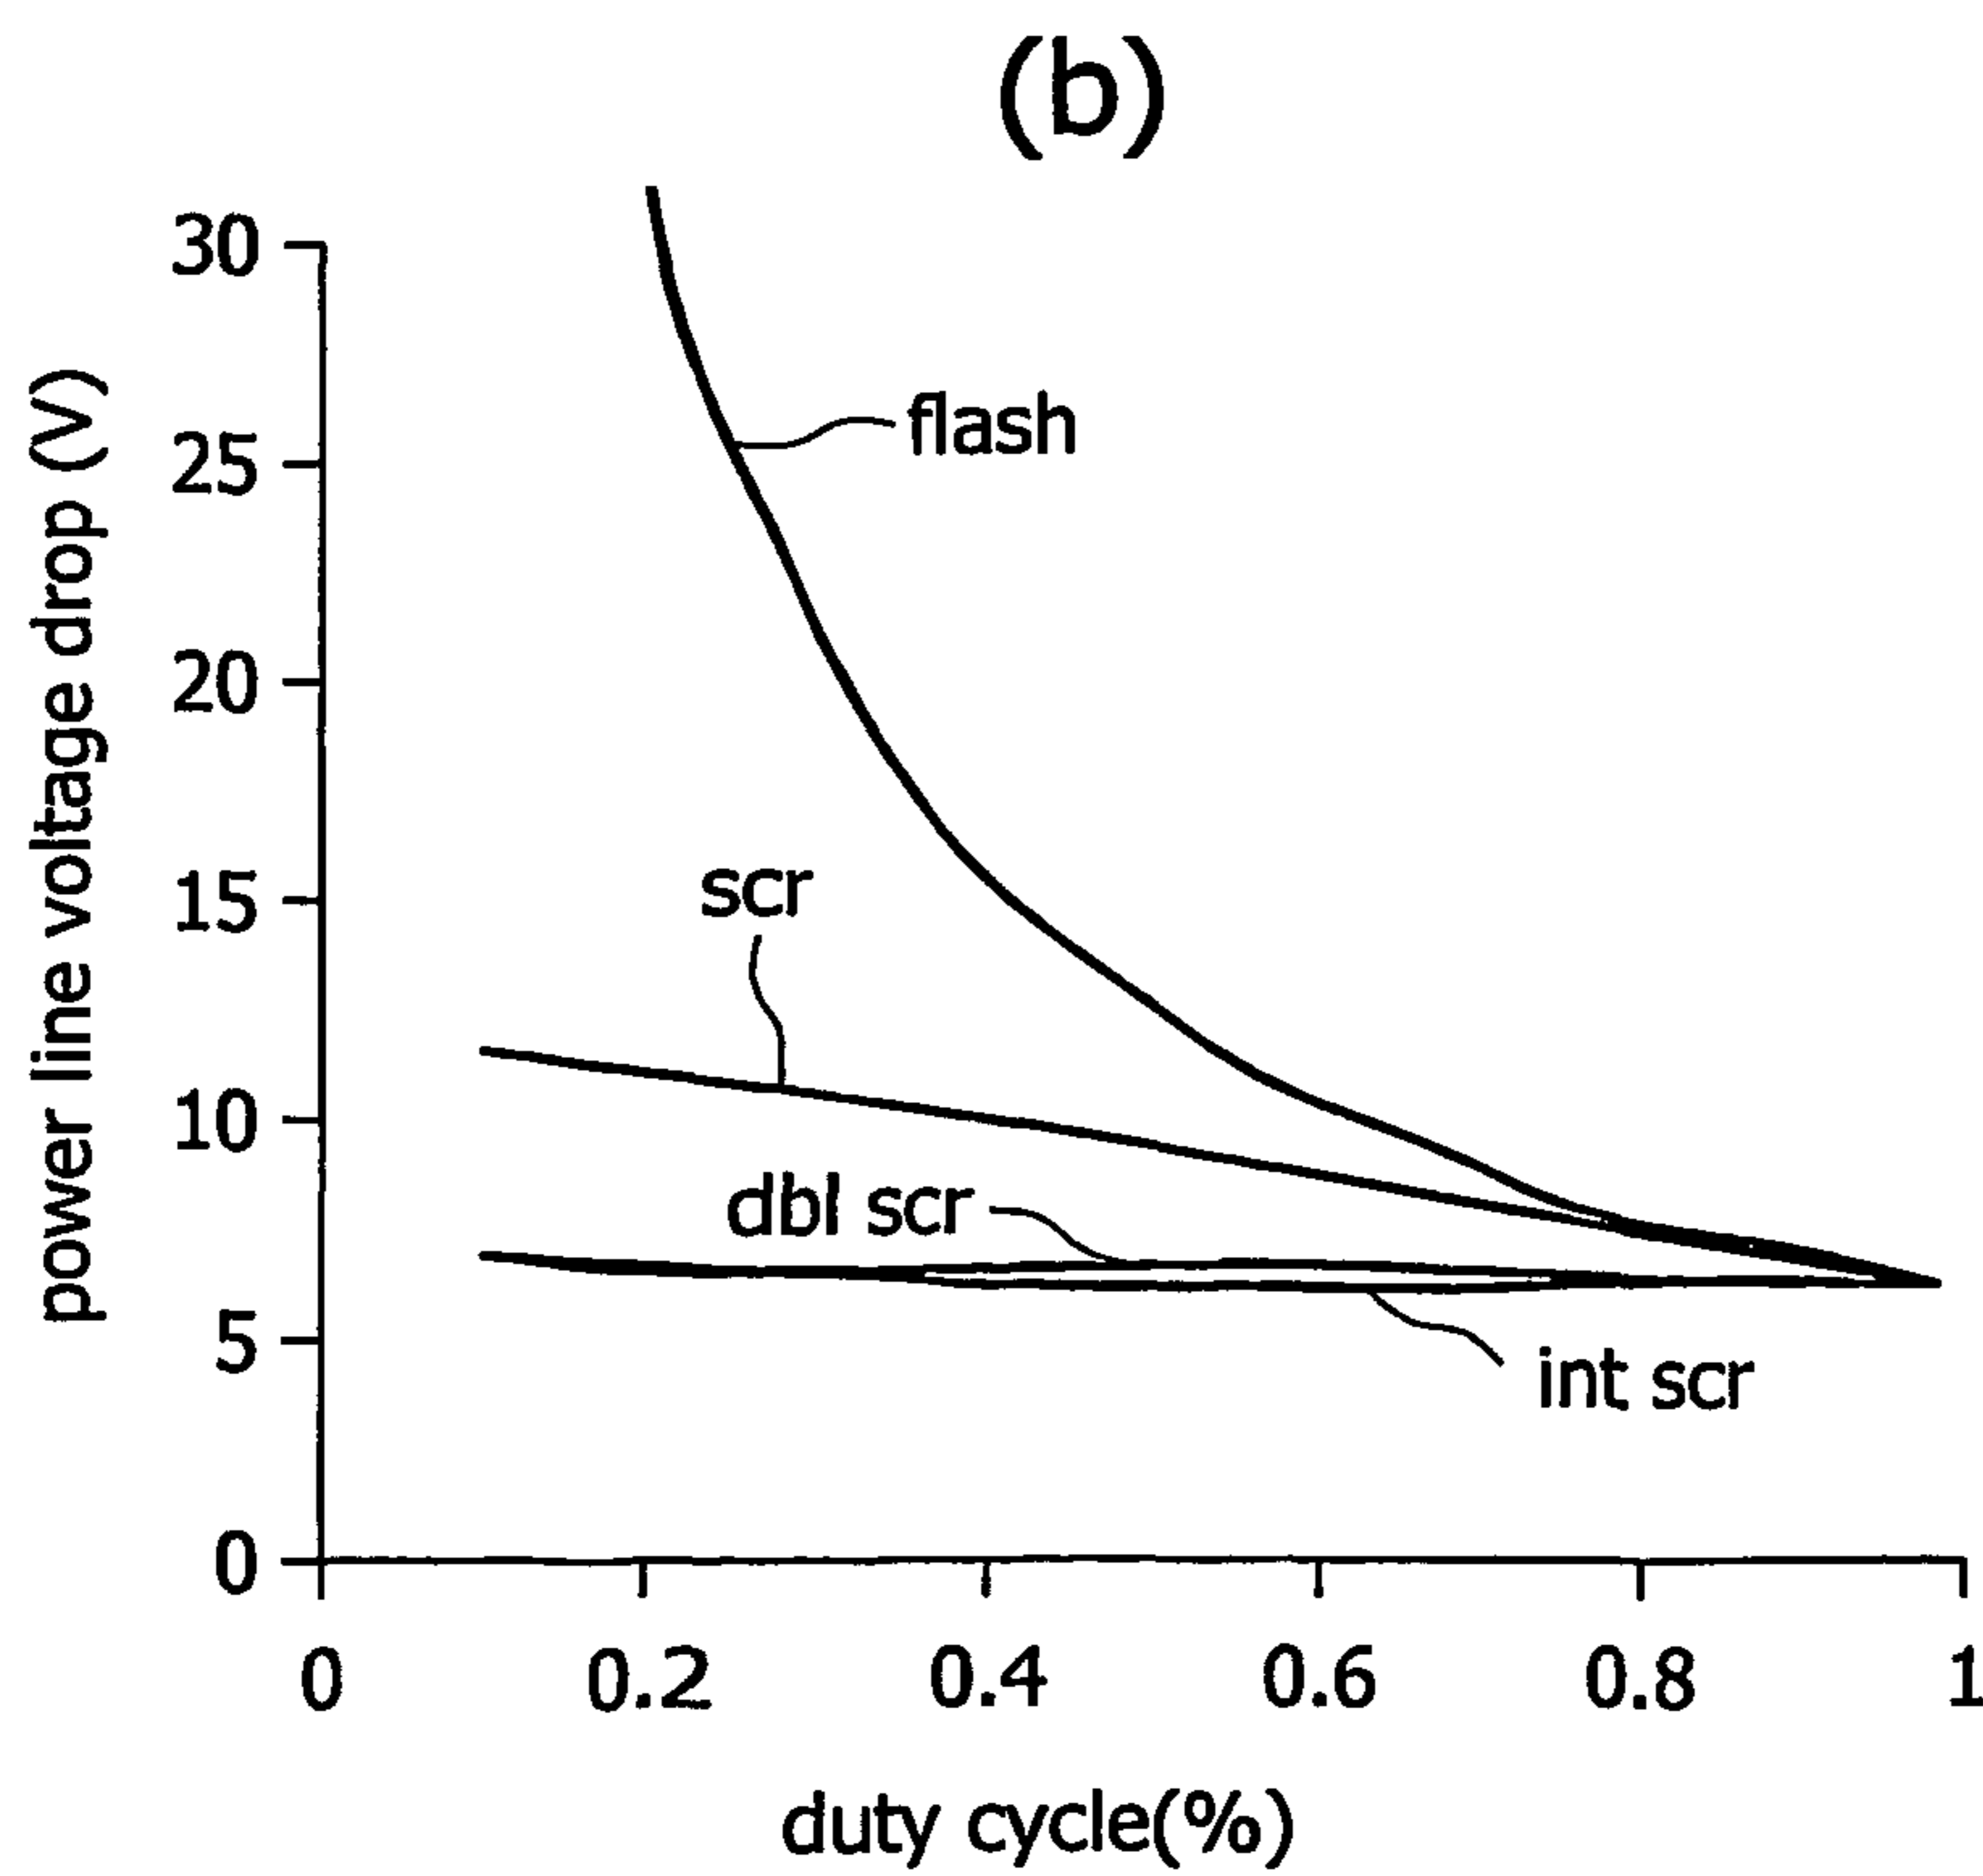 (b)
30
25
20
15
10
5
0
power line voltage drop (V)
flash
scr
dbl scr
int scr
0 0.2 0.4 0.6 0.8 1
duty cycle(%)